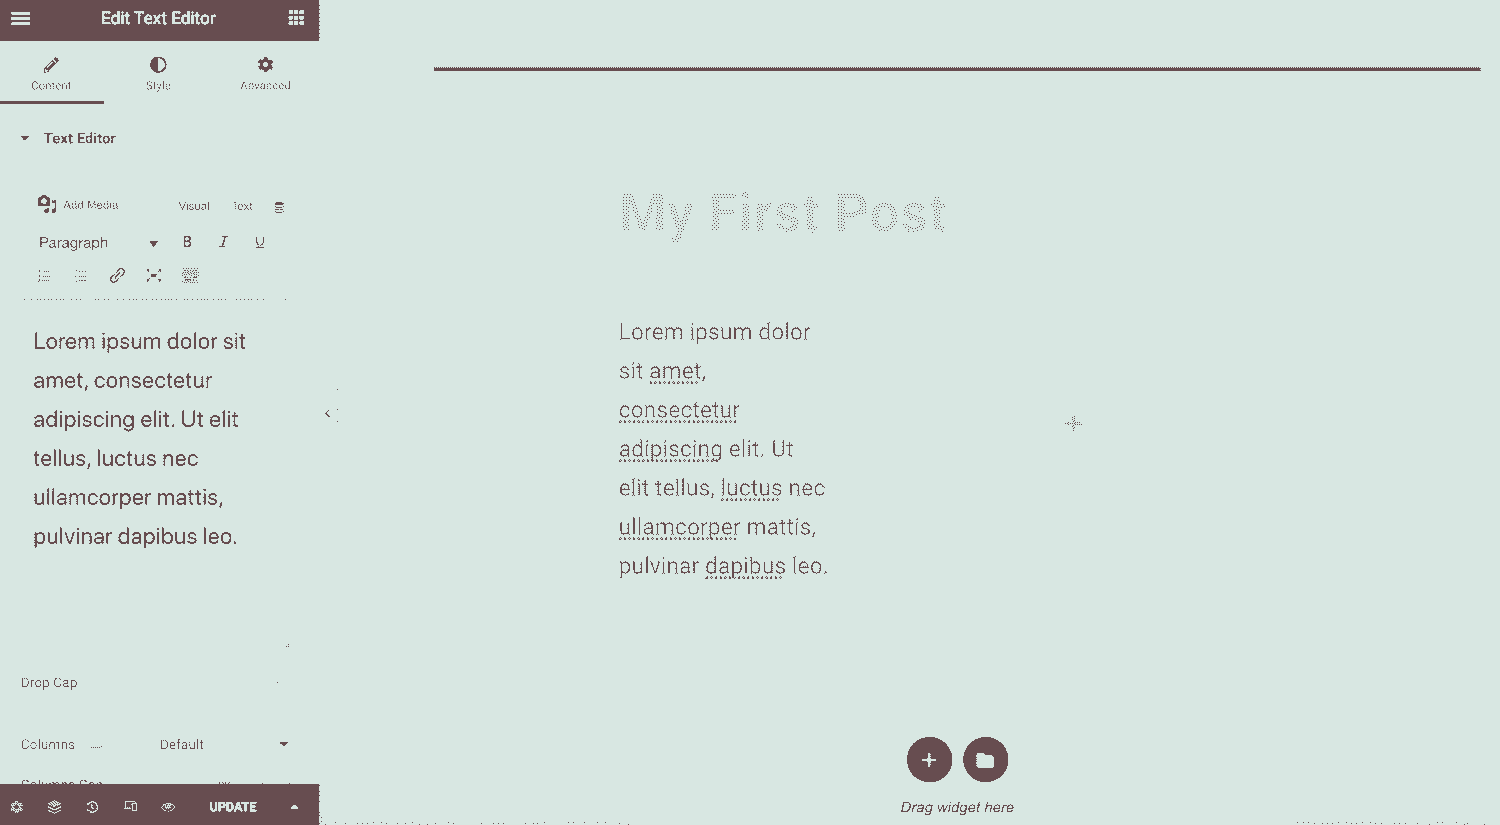 Edit Text Editor
Content
Style
Advanced
Text Editor
Add Media
Visual
Text
Paragraph
B
I
U
Lorem ipsum dolor sit
amet, consectetur
adipiscing elit. Ut elit
tellus, luctus nec
ullamcorper mattis,
pulvinar dapibus leo.
Drop Cap
Columns
Default
Columns Gap
UPDATE
My First Post
Lorem ipsum dolor
sit amet,
consectetur
adipiscing elit. Ut
elit tellus, luctus nec
ullamcorper mattis,
pulvinar dapibus leo.
Drag widget here